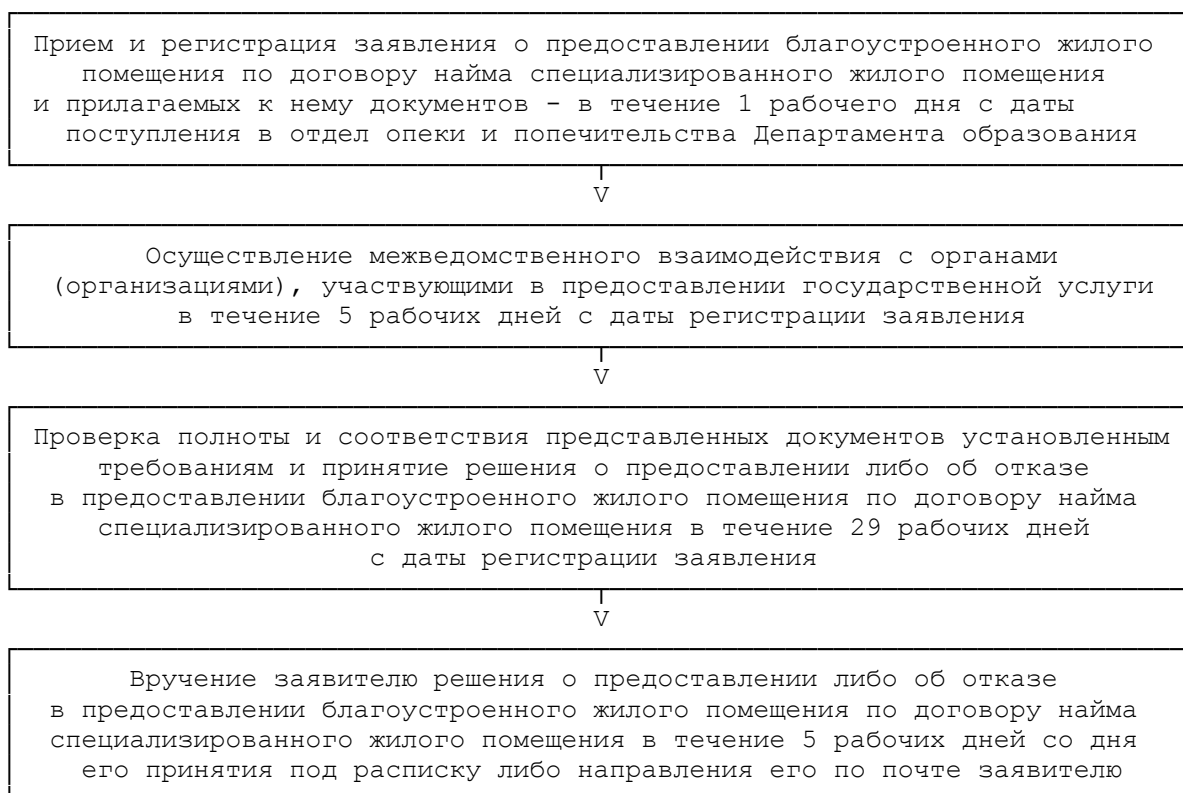 Прием и регистрация заявления о предоставлении благоустроенного жилого
помещения по договору найма специализированного жилого помещения
и прилагаемых к нему документов - в течение 1 рабочего дня с даты
поступления в отдел опеки и попечительства Департамента образования
V
Осуществление межведомственного взаимодействия с органами
(организациями), участвующими в предоставлении государственной услуги
в течение 5 рабочих дней с даты регистрации заявления
V
Проверка полноты и соответствия представленных документов установленным
требованиям и принятие решения о предоставлении либо об отказе
в предоставлении благоустроенного жилого помещения по договору найма
специализированного жилого помещения в течение 29 рабочих дней
с даты регистрации заявления
V
Вручение заявителю решения о предоставлении либо об отказе
в предоставлении благоустроенного жилого помещения по договору найма
специализированного жилого помещения в течение 5 рабочих дней со дня
его принятия под расписку либо направления его по почте заявителю